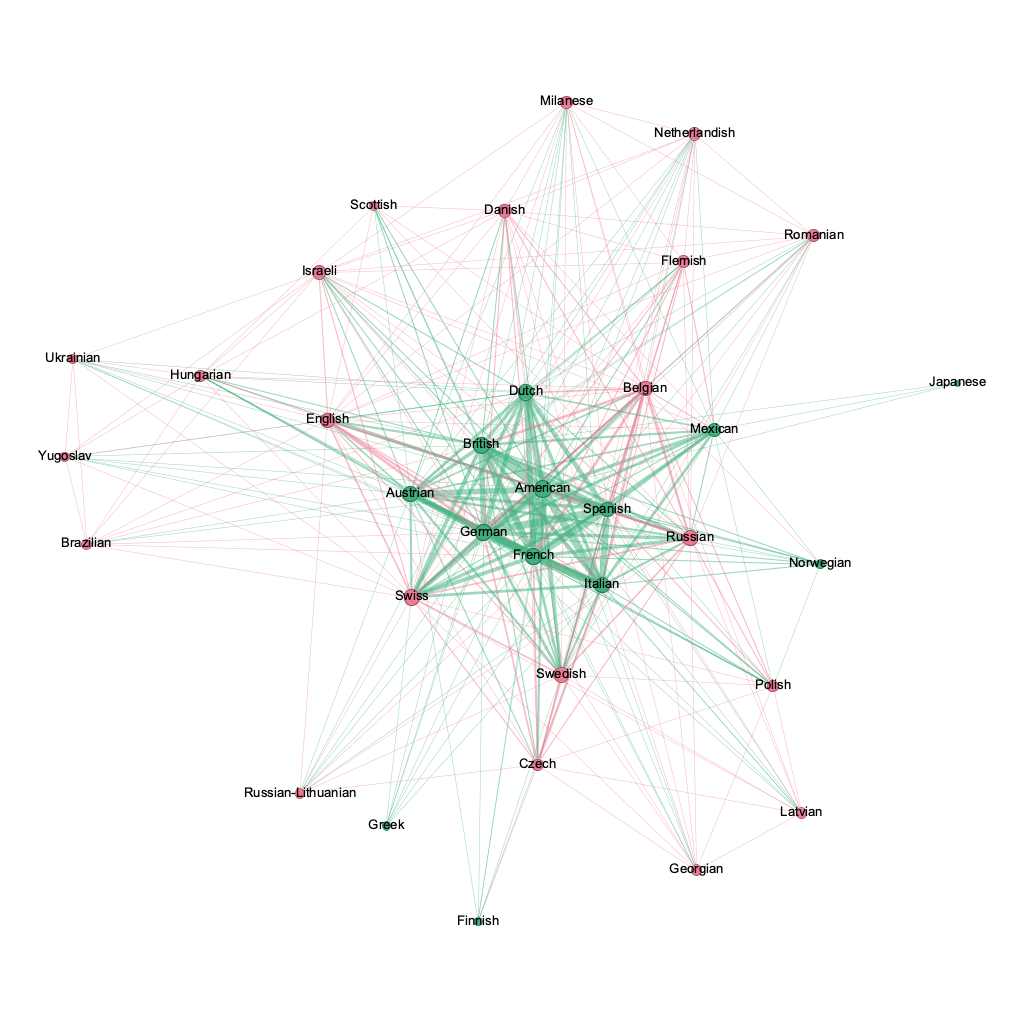 Milanese
Netherlandish
Scottish
Danish
Romanian
Flemish
Israeli
Ukrainian
Hungarian
Japanese
Dutch
Belgian
English
Mexican
British
Yugoslav
American
Austrian
Spanish
German
Russian
Brazilian
French
Norwegian
Italian
Swiss
Swedish
Polish
Czech
Russian-Lithuanian
Latvian
Greek
Georgian
Finnish